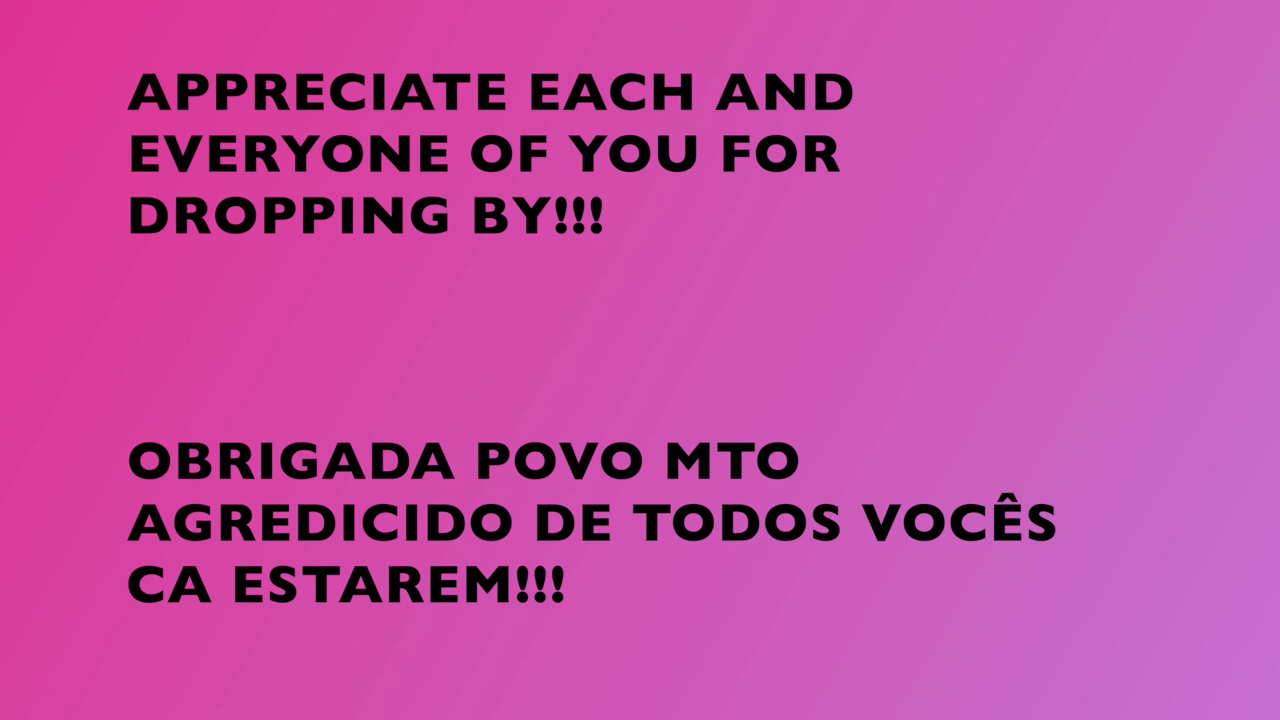 APPRECIATE EACH AND
EVERYONE OF YOU FOR
DROPPING BY!!!
OBRIGADA POVO MTO
AGREDICIDO DE TODOS VOCÊS
CA ESTAREM!!!